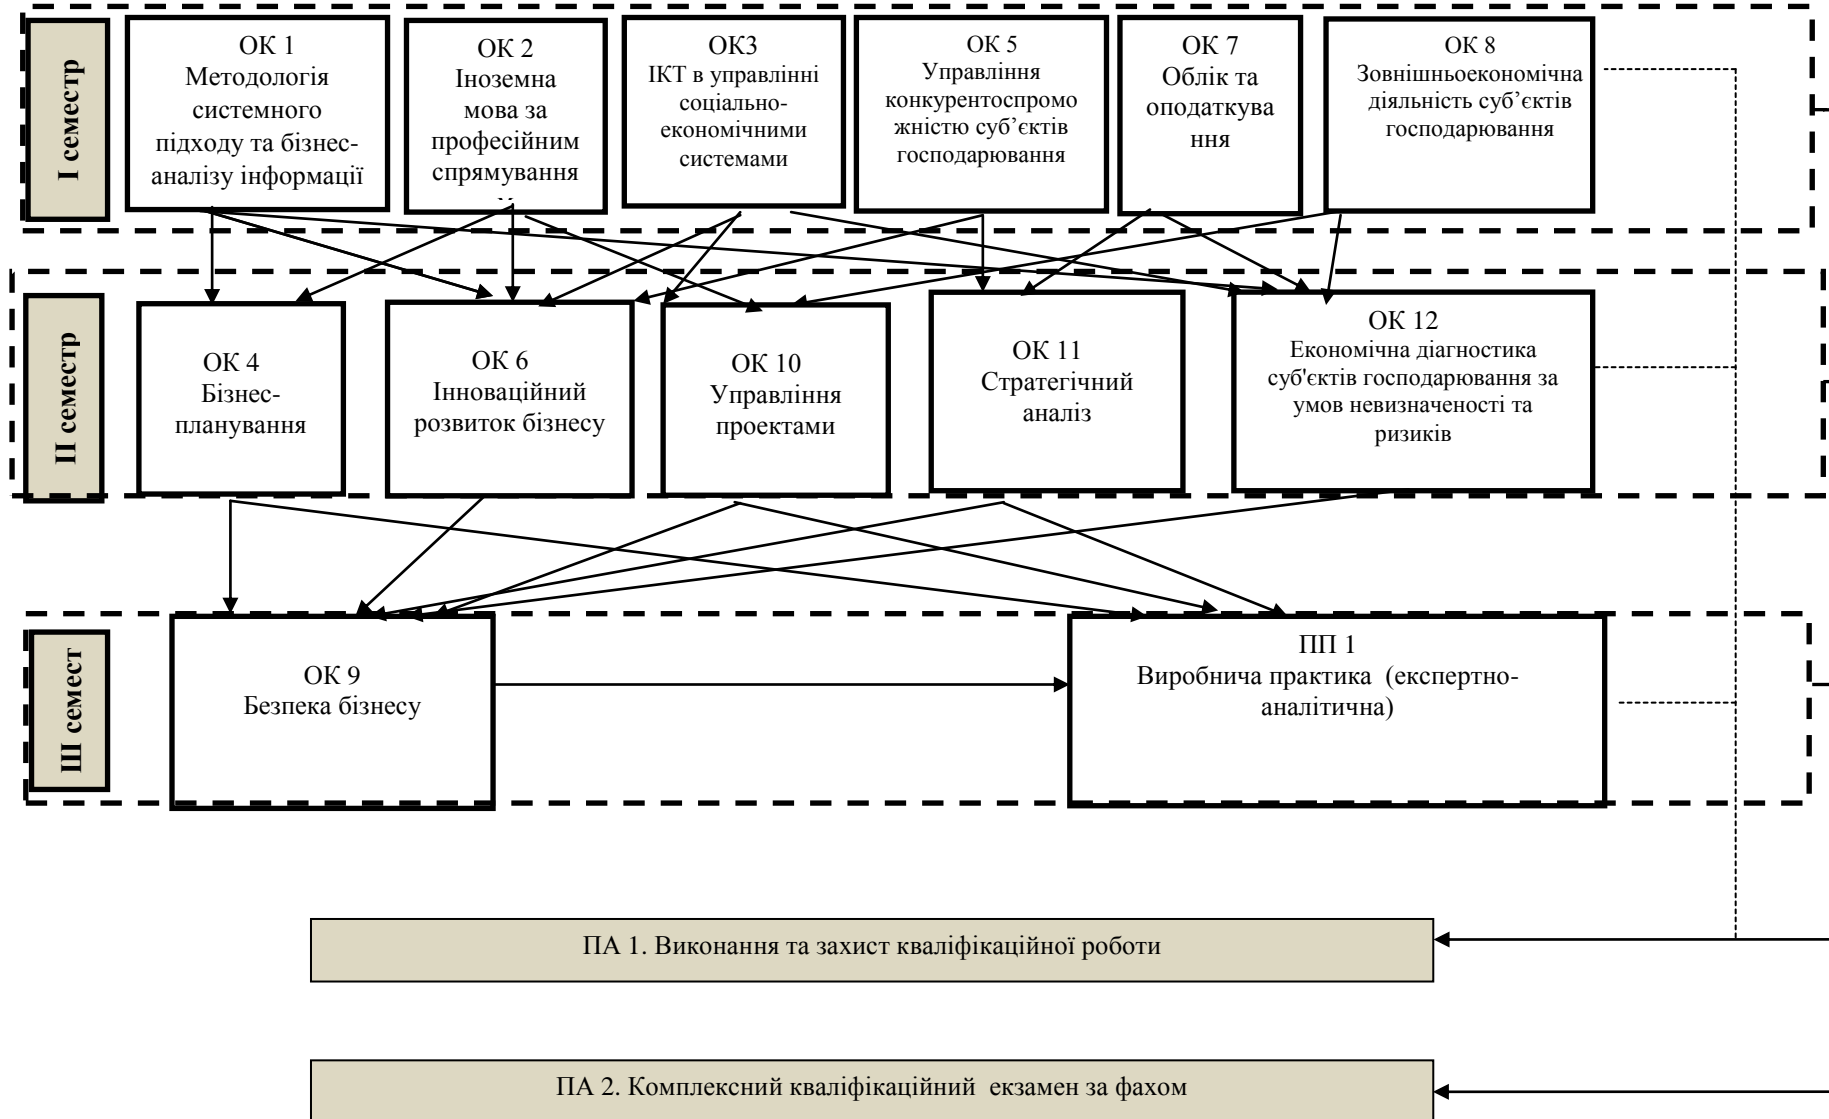 І семестр
ОК 1
Методологія
системного
підходу та бізнес-
аналізу інформації
ОК 2
Іноземна
мова за
професійним
спрямування
ОК3
ІКТ в управлінні
соціально-
економічними
системами
ОК 5
Управління
конкурентоспромо
жністю суб’єктів
господарювання
ОК 7
Облік та
оподаткува
ння
ОК 8
Зовнішньоекономічна
діяльність суб’єктів
господарювання
ІІ семестр
ОК 4
Бізнес-
планування
ОК 6
Інноваційний
розвиток бізнесу
ОК 10
Управління
проектами
ОК 11
Стратегічний
аналіз
ОК 12
Економічна діагностика
суб'єктів господарювання за
умов невизначеності та
ризиків
ІІІ семест
ОК 9
Безпека бізнесу
ПП 1
Виробнича практика (експертно-
аналітична)
ПА 1. Виконання та захист кваліфікаційної роботи
ПА 2. Комплексний кваліфікаційний екзамен за фахом